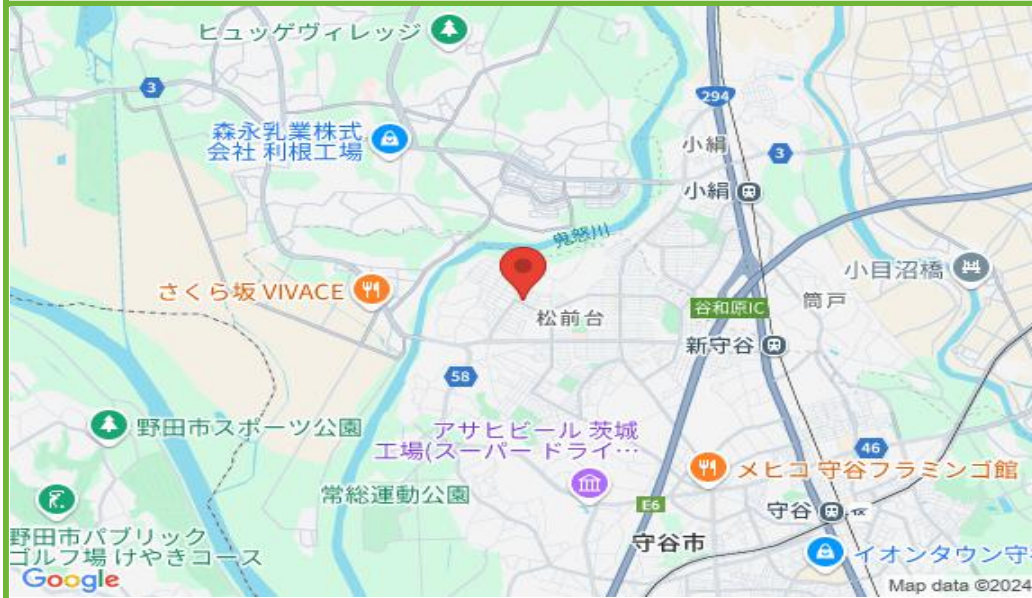 ヒュッゲヴィレッジ
3
294
森永乳業株式
会社 利根工場
小絹
3
小絹
鬼怒川
小目沼橋
さくら坂 VIVACE
松前台
谷和原IC
筒戸
新守谷
58
野田市スポーツ公園
アサヒビール 茨城
工場(スーパー ドライ…
46
メヒコ 守谷フラミンゴ館
常総運動公園
E6
守谷
野田市パブリック
ゴルフ場 けやきコース
守谷市
イオンタウン守
Google
Map data ©2024